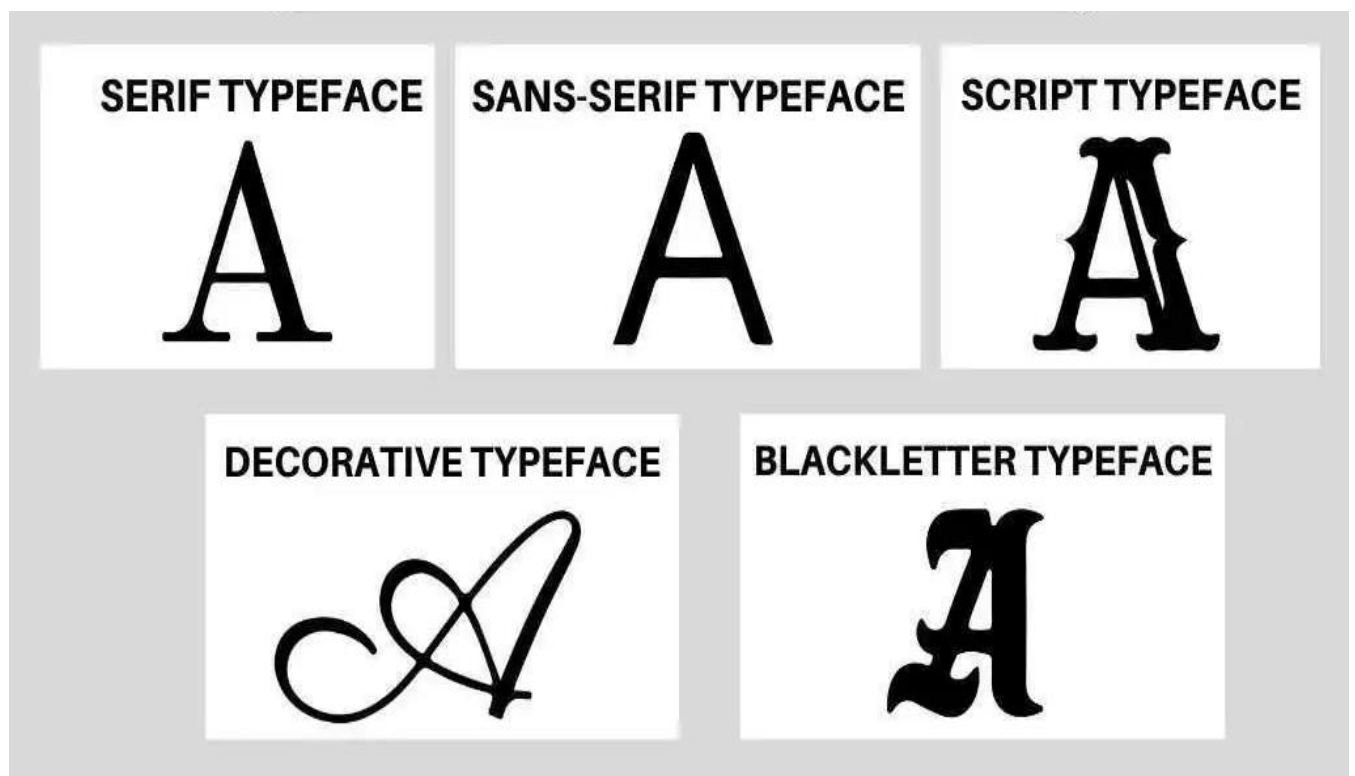 SERIF TYPEFACE
A
SANS-SERIF TYPEFACE
A
SCRIPT TYPEFACE
A
DECORATIVE TYPEFACE
A
BLACKLETTER TYPEFACE
A